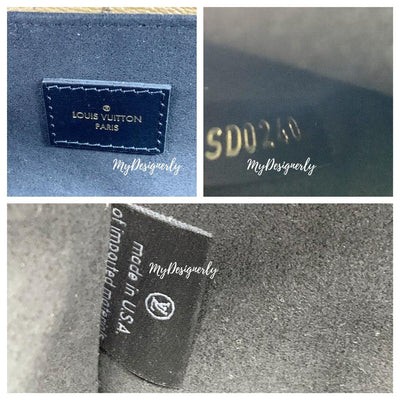 LOUIS VUITTON
PARIS
MyDesignerly
SD0240
MyDesignerly
MyDesignerly
made in U.S.A.
of imported materials